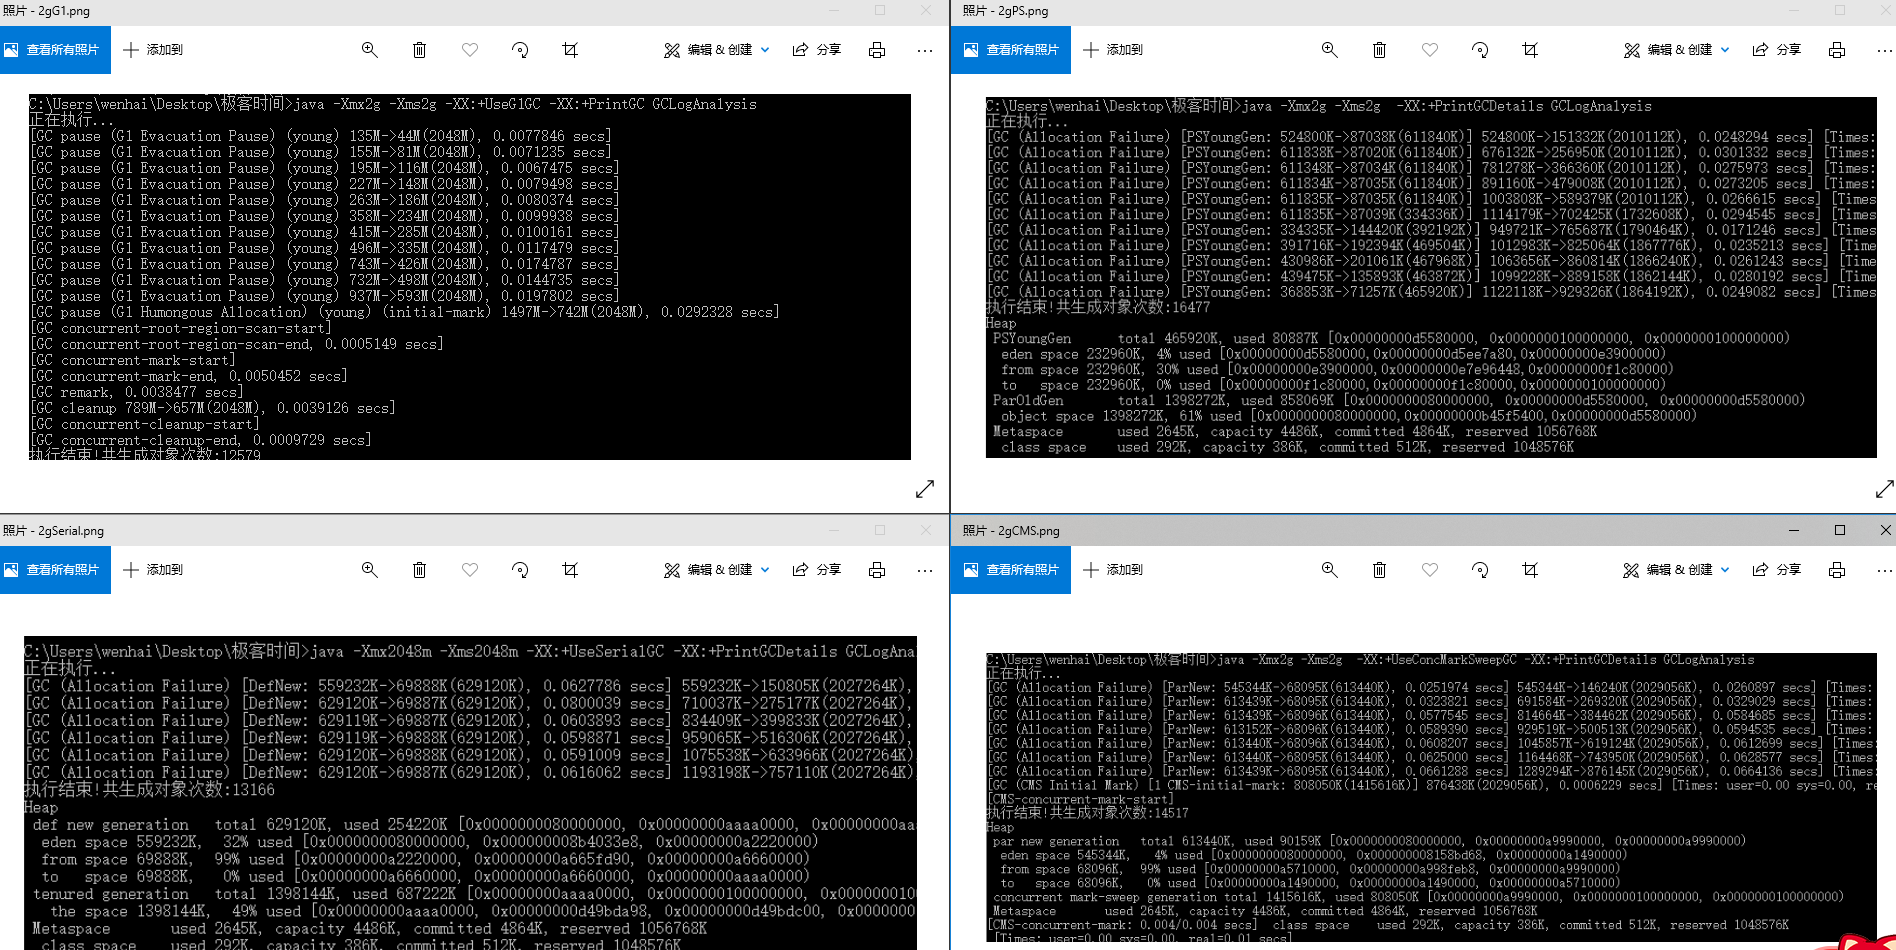 照片 - 2gG1.png
查看所有照片 添加到 编辑 & 创建 分享
C:\Users\wenhai\Desktop\极客时间>java -Xmx2g -Xms2g -XX:+UseG1GC -XX:+PrintGC GCLogAnalysis
正在执行...
[GC pause (G1 Evacuation Pause) (young) 135M->44M(2048M), 0.0077846 secs]
[GC pause (G1 Evacuation Pause) (young) 155M->81M(2048M), 0.0071235 secs]
[GC pause (G1 Evacuation Pause) (young) 195M->116M(2048M), 0.0067475 secs]
[GC pause (G1 Evacuation Pause) (young) 227M->148M(2048M), 0.0079498 secs]
[GC pause (G1 Evacuation Pause) (young) 263M->186M(2048M), 0.0080374 secs]
[GC pause (G1 Evacuation Pause) (young) 358M->234M(2048M), 0.0099938 secs]
[GC pause (G1 Evacuation Pause) (young) 415M->285M(2048M), 0.0100161 secs]
[GC pause (G1 Evacuation Pause) (young) 496M->335M(2048M), 0.0117479 secs]
[GC pause (G1 Evacuation Pause) (young) 743M->426M(2048M), 0.0174787 secs]
[GC pause (G1 Evacuation Pause) (young) 732M->498M(2048M), 0.0144735 secs]
[GC pause (G1 Evacuation Pause) (young) 937M->593M(2048M), 0.0197802 secs]
[GC pause (G1 Humongous Allocation) (young) (initial-mark) 1497M->742M(2048M), 0.0292328 secs]
[GC concurrent-root-region-scan-start]
[GC concurrent-root-region-scan-end, 0.0005149 secs]
[GC concurrent-mark-start]
[GC concurrent-mark-end, 0.0050452 secs]
[GC remark, 0.0038477 secs]
[GC cleanup 789M->657M(2048M), 0.0039126 secs]
[GC concurrent-cleanup-start]
[GC concurrent-cleanup-end, 0.0009729 secs]
执行结束!共生成对象次数:12579
照片 - 2gPS.png
查看所有照片 添加到 编辑 & 创建 分享
C:\Users\wenhai\Desktop\极客时间>java -Xmx2g -Xms2g  -XX:+PrintGCDetails GCLogAnalysis
正在执行...
[GC (Allocation Failure) [PSYoungGen: 524800K->87038K(611840K)] 524800K->151332K(2010112K), 0.0248294 secs] [Times:
[GC (Allocation Failure) [PSYoungGen: 611838K->87020K(611840K)] 676132K->256950K(2010112K), 0.0301332 secs] [Times:
[GC (Allocation Failure) [PSYoungGen: 611348K->87034K(611840K)] 781278K->366360K(2010112K), 0.0275973 secs] [Times:
[GC (Allocation Failure) [PSYoungGen: 611834K->87035K(611840K)] 891160K->479008K(2010112K), 0.0273205 secs] [Times:
[GC (Allocation Failure) [PSYoungGen: 611835K->87035K(611840K)] 1003808K->589379K(2010112K), 0.0266615 secs] [Times
[GC (Allocation Failure) [PSYoungGen: 611835K->87039K(334336K)] 1114179K->702425K(1732608K), 0.0294545 secs] [Times
[GC (Allocation Failure) [PSYoungGen: 334335K->144420K(392192K)] 949721K->765687K(1790464K), 0.0171246 secs] [Times
[GC (Allocation Failure) [PSYoungGen: 391716K->192394K(469504K)] 1012983K->825064K(1867776K), 0.0235213 secs] [Time
[GC (Allocation Failure) [PSYoungGen: 430986K->201061K(467968K)] 1063656K->860814K(1866240K), 0.0261243 secs] [Time
[GC (Allocation Failure) [PSYoungGen: 439475K->135893K(463872K)] 1099228K->889158K(1862144K), 0.0280192 secs] [Time
[GC (Allocation Failure) [PSYoungGen: 368853K->71257K(465920K)] 1122118K->929326K(1864192K), 0.0249082 secs] [Times
执行结束!共生成对象次数:16477
Heap
PSYoungGen      total 465920K, used 80887K [0x00000000d5580000, 0x0000000100000000, 0x0000000100000000)
eden space 232960K, 4% used [0x00000000d5580000,0x00000000d5ee7a80,0x00000000e3900000)
from space 232960K, 30% used [0x00000000e3900000,0x00000000e7e96448,0x00000000f1c80000)
to   space 232960K, 0% used [0x00000000f1c80000,0x00000000f1c80000,0x0000000100000000)
ParOldGen       total 1398272K, used 858069K [0x0000000080000000, 0x00000000d5580000, 0x00000000d5580000)
object space 1398272K, 61% used [0x0000000080000000,0x00000000b45f5400,0x00000000d5580000)
Metaspace       used 2645K, capacity 4486K, committed 4864K, reserved 1056768K
class space    used 292K, capacity 386K, committed 512K, reserved 1048576K
照片 - 2gSerial.png
查看所有照片 添加到 编辑 & 创建 分享
C:\Users\wenhai\Desktop\极客时间>java -Xmx2048m -Xms2048m -XX:+UseSerialGC -XX:+PrintGCDetails GCLogAna
正在执行...
[GC (Allocation Failure) [DefNew: 559232K->69888K(629120K), 0.0627786 secs] 559232K->150805K(2027264K),
[GC (Allocation Failure) [DefNew: 629120K->69887K(629120K), 0.0800039 secs] 710037K->275177K(2027264K),
[GC (Allocation Failure) [DefNew: 629119K->69887K(629120K), 0.0603893 secs] 834409K->399833K(2027264K),
[GC (Allocation Failure) [DefNew: 629119K->69888K(629120K), 0.0598871 secs] 959065K->516306K(2027264K),
[GC (Allocation Failure) [DefNew: 629120K->69888K(629120K), 0.0591009 secs] 1075538K->633966K(2027264K)
[GC (Allocation Failure) [DefNew: 629120K->69887K(629120K), 0.0616062 secs] 1193198K->757110K(2027264K)
执行结束!共生成对象次数:13166
Heap
def new generation   total 629120K, used 254220K [0x0000000080000000, 0x00000000aaaa0000, 0x00000000aa
eden space 559232K,  32% used [0x0000000080000000, 0x000000008b4033e8, 0x00000000a2220000)
from space 69888K,  99% used [0x00000000a2220000, 0x00000000a665fd90, 0x00000000a6660000)
to   space 69888K,   0% used [0x00000000a6660000, 0x00000000a6660000, 0x00000000aaaa0000)
tenured generation   total 1398144K, used 687222K [0x00000000aaaa0000, 0x0000000100000000, 0x0000000100
the space 1398144K,  49% used [0x00000000aaaa0000, 0x00000000d49bda98, 0x00000000d49bdc00, 0x00000000
Metaspace       used 2645K, capacity 4486K, committed 4864K, reserved 1056768K
class space    used 292K, capacity 386K, committed 512K, reserved 1048576K
照片 - 2gCMS.png
查看所有照片 添加到 编辑 & 创建 分享
C:\Users\wenhai\Desktop\极客时间>java -Xmx2g -Xms2g  -XX:+UseConcMarkSweepGC -XX:+PrintGCDetails GCLogAnalysis
正在执行...
[GC (Allocation Failure) [ParNew: 545344K->68095K(613440K), 0.0251974 secs] 545344K->146240K(2029056K), 0.0260897 secs] [Times:
[GC (Allocation Failure) [ParNew: 613439K->68095K(613440K), 0.0323821 secs] 691584K->269320K(2029056K), 0.0329029 secs] [Times:
[GC (Allocation Failure) [ParNew: 613439K->68096K(613440K), 0.0577545 secs] 814664K->384462K(2029056K), 0.0584685 secs] [Times:
[GC (Allocation Failure) [ParNew: 613152K->68096K(613440K), 0.0589390 secs] 929519K->500513K(2029056K), 0.0594535 secs] [Times:
[GC (Allocation Failure) [ParNew: 613440K->68096K(613440K), 0.0608207 secs] 1045857K->619124K(2029056K), 0.0612699 secs] [Times:
[GC (Allocation Failure) [ParNew: 613440K->68095K(613440K), 0.0625000 secs] 1164468K->743950K(2029056K), 0.0628577 secs] [Times:
[GC (Allocation Failure) [ParNew: 613439K->68095K(613440K), 0.0661288 secs] 1289294K->876145K(2029056K), 0.0664136 secs] [Times:
[GC (CMS Initial Mark) [1 CMS-initial-mark: 808050K(1415616K)] 876438K(2029056K), 0.0006229 secs] [Times: user=0.00 sys=0.00, re
[CMS-concurrent-mark-start]
执行结束!共生成对象次数:14517
Heap
par new generation   total 613440K, used 90159K [0x0000000080000000, 0x00000000a9990000, 0x00000000a9990000)
eden space 545344K,   4% used [0x0000000080000000, 0x000000008158bd68, 0x00000000a1490000)
from space 68096K,  99% used [0x00000000a5710000, 0x00000000a998feb8, 0x00000000a9990000)
to   space 68096K,   0% used [0x00000000a1490000, 0x00000000a1490000, 0x00000000a5710000)
concurrent mark-sweep generation total 1415616K, used 808050K [0x00000000a9990000, 0x0000000100000000, 0x0000000100000000)
Metaspace       used 2645K, capacity 4486K, committed 4864K, reserved 1056768K
[CMS-concurrent-mark: 0.004/0.004 secs]  class space    used 292K, capacity 386K, committed 512K, reserved 1048576K
[Times: user=0.00 sys=0.00, real=0.01 secs]